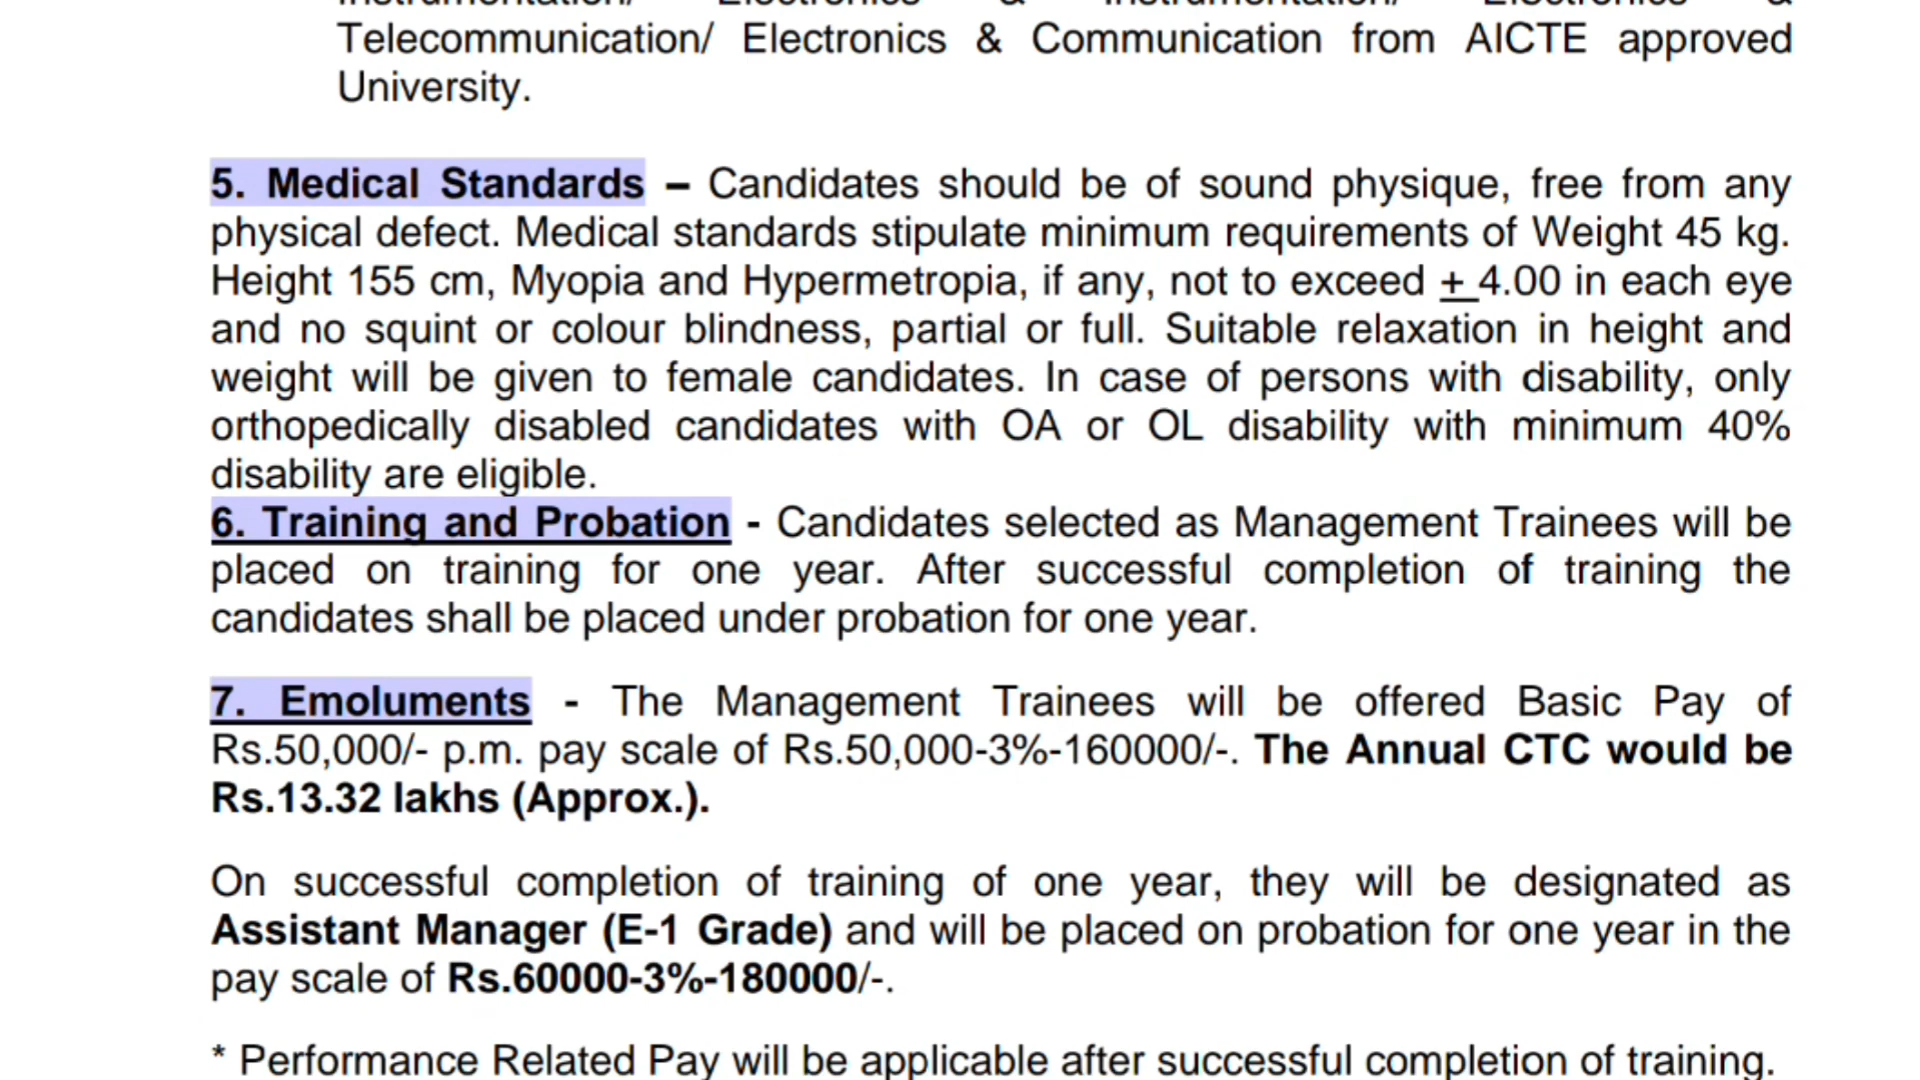 Instrumentation/ Electronics & Instrumentation/ Electronics &
Telecommunication/ Electronics & Communication from AICTE approved
University.
5. Medical Standards – Candidates should be of sound physique, free from any
physical defect. Medical standards stipulate minimum requirements of Weight 45 kg.
Height 155 cm, Myopia and Hypermetropia, if any, not to exceed + 4.00 in each eye
and no squint or colour blindness, partial or full. Suitable relaxation in height and
weight will be given to female candidates. In case of persons with disability, only
orthopedically disabled candidates with OA or OL disability with minimum 40%
disability are eligible.
6. Training and Probation - Candidates selected as Management Trainees will be
placed on training for one year. After successful completion of training the
candidates shall be placed under probation for one year.
7. Emoluments - The Management Trainees will be offered Basic Pay of
Rs.50,000/- p.m. pay scale of Rs.50,000-3%-160000/-. The Annual CTC would be
Rs.13.32 lakhs (Approx.).
On successful completion of training of one year, they will be designated as
Assistant Manager (E-1 Grade) and will be placed on probation for one year in the
pay scale of Rs.60000-3%-180000/-.
* Performance Related Pay will be applicable after successful completion of training.